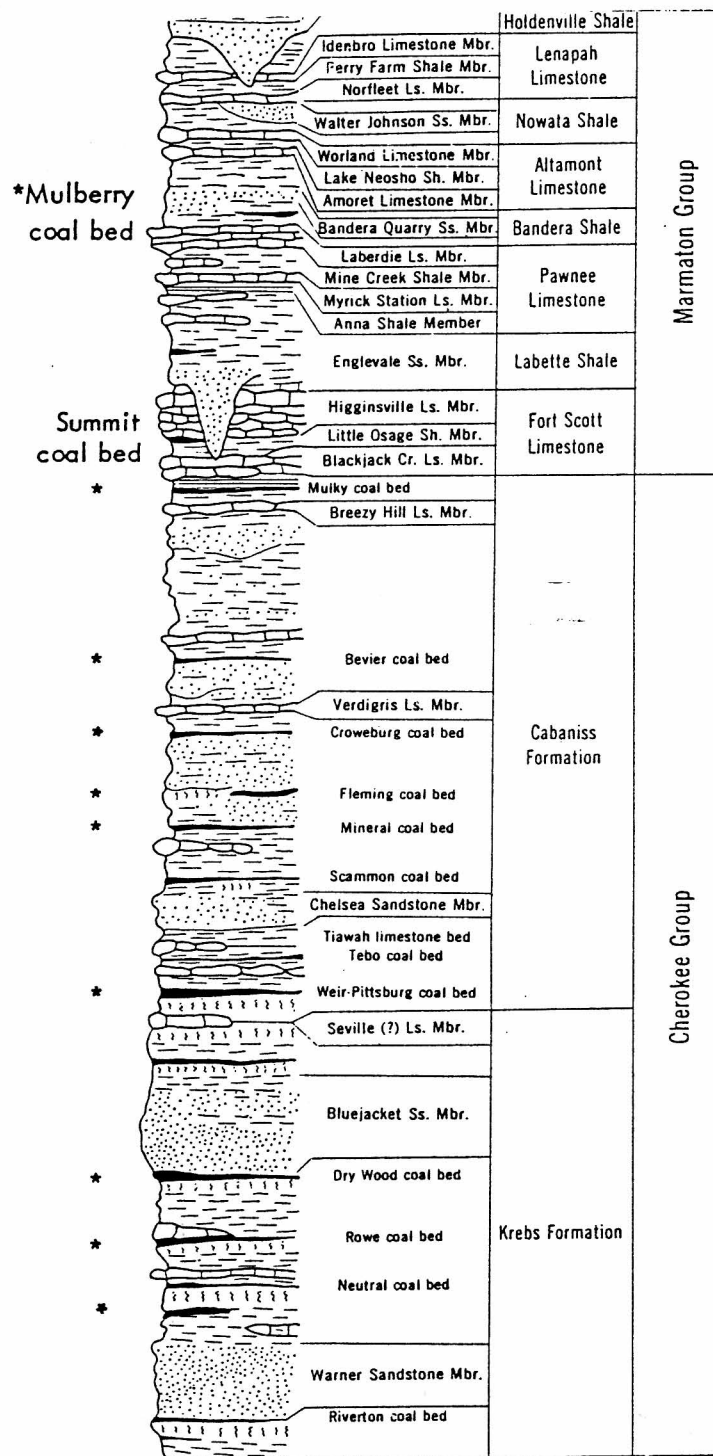 Holdenville Shale
Idenbro Limestone Mbr.
Perry Farm Shale Mbr.
Norfleet Ls. Mbr.
Lenapah
Limestone
Walter Johnson Ss. Mbr.
Nowata Shale
Worland Limestone Mbr.
Lake Neosho Sh. Mbr.
Amoret Limestone Mbr.
Altamont
Limestone
*Mulberry
coal bed
Bandera Quarry Ss. Mbr.
Bandera Shale
Laberdie Ls. Mbr.
Mine Creek Shale Mbr.
Myrick Station Ls. Mbr.
Anna Shale Member
Pawnee
Limestone
Englevale Ss. Mbr.
Labette Shale
Summit
coal bed
Higginsville Ls. Mbr.
Little Osage Sh. Mbr.
Blackjack Cr. Ls. Mbr.
Fort Scott
Limestone
Marmaton Group
* Mulky coal bed
Breezy Hill Ls. Mbr.
* Bevier coal bed
Verdigris Ls. Mbr.
* Croweburg coal bed
* Fleming coal bed
* Mineral coal bed
Scammon coal bed
Chelsea Sandstone Mbr.
Tiawah limestone bed
Tebo coal bed
* Weir-Pittsburg coal bed
Cabaniss
Formation
Seville (?) Ls. Mbr.
Bluejacket Ss. Mbr.
* Dry Wood coal bed
* Rowe coal bed
Neutral coal bed
*
Warner Sandstone Mbr.
Riverton coal bed
Krebs Formation
Cherokee Group